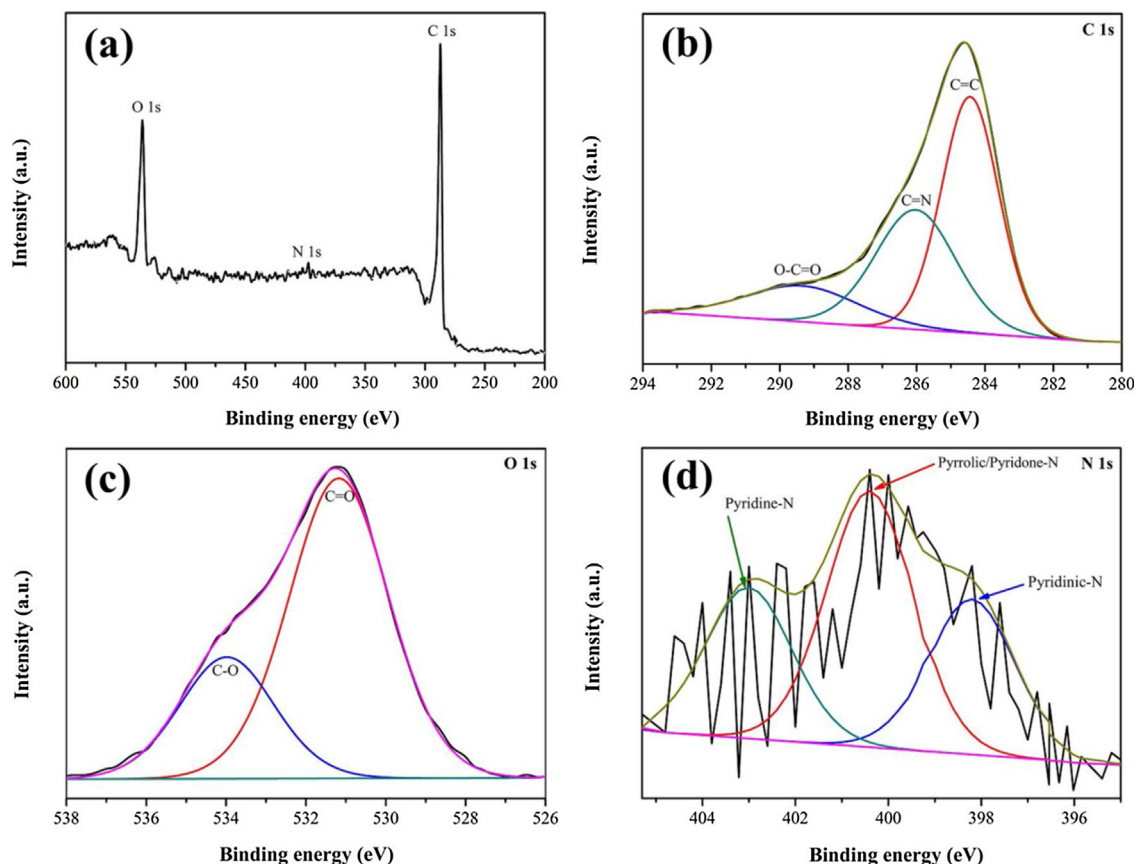 (a)
C 1s
O 1s
N 1s
Intensity (a.u.)
600 550 500 450 400 350 300 250 200
Binding energy (eV)
(b)
C 1s
C=C
C=N
O-C=O
Intensity (a.u.)
294 292 290 288 286 284 282 280
Binding energy (eV)
(c)
O 1s
C=O
C-O
Intensity (a.u.)
538 536 534 532 530 528 526
Binding energy (eV)
(d)
N 1s
Pyrrolic/Pyridone-N
Pyridine-N
Pyridinic-N
Intensity (a.u.)
404 402 400 398 396
Binding energy (eV)